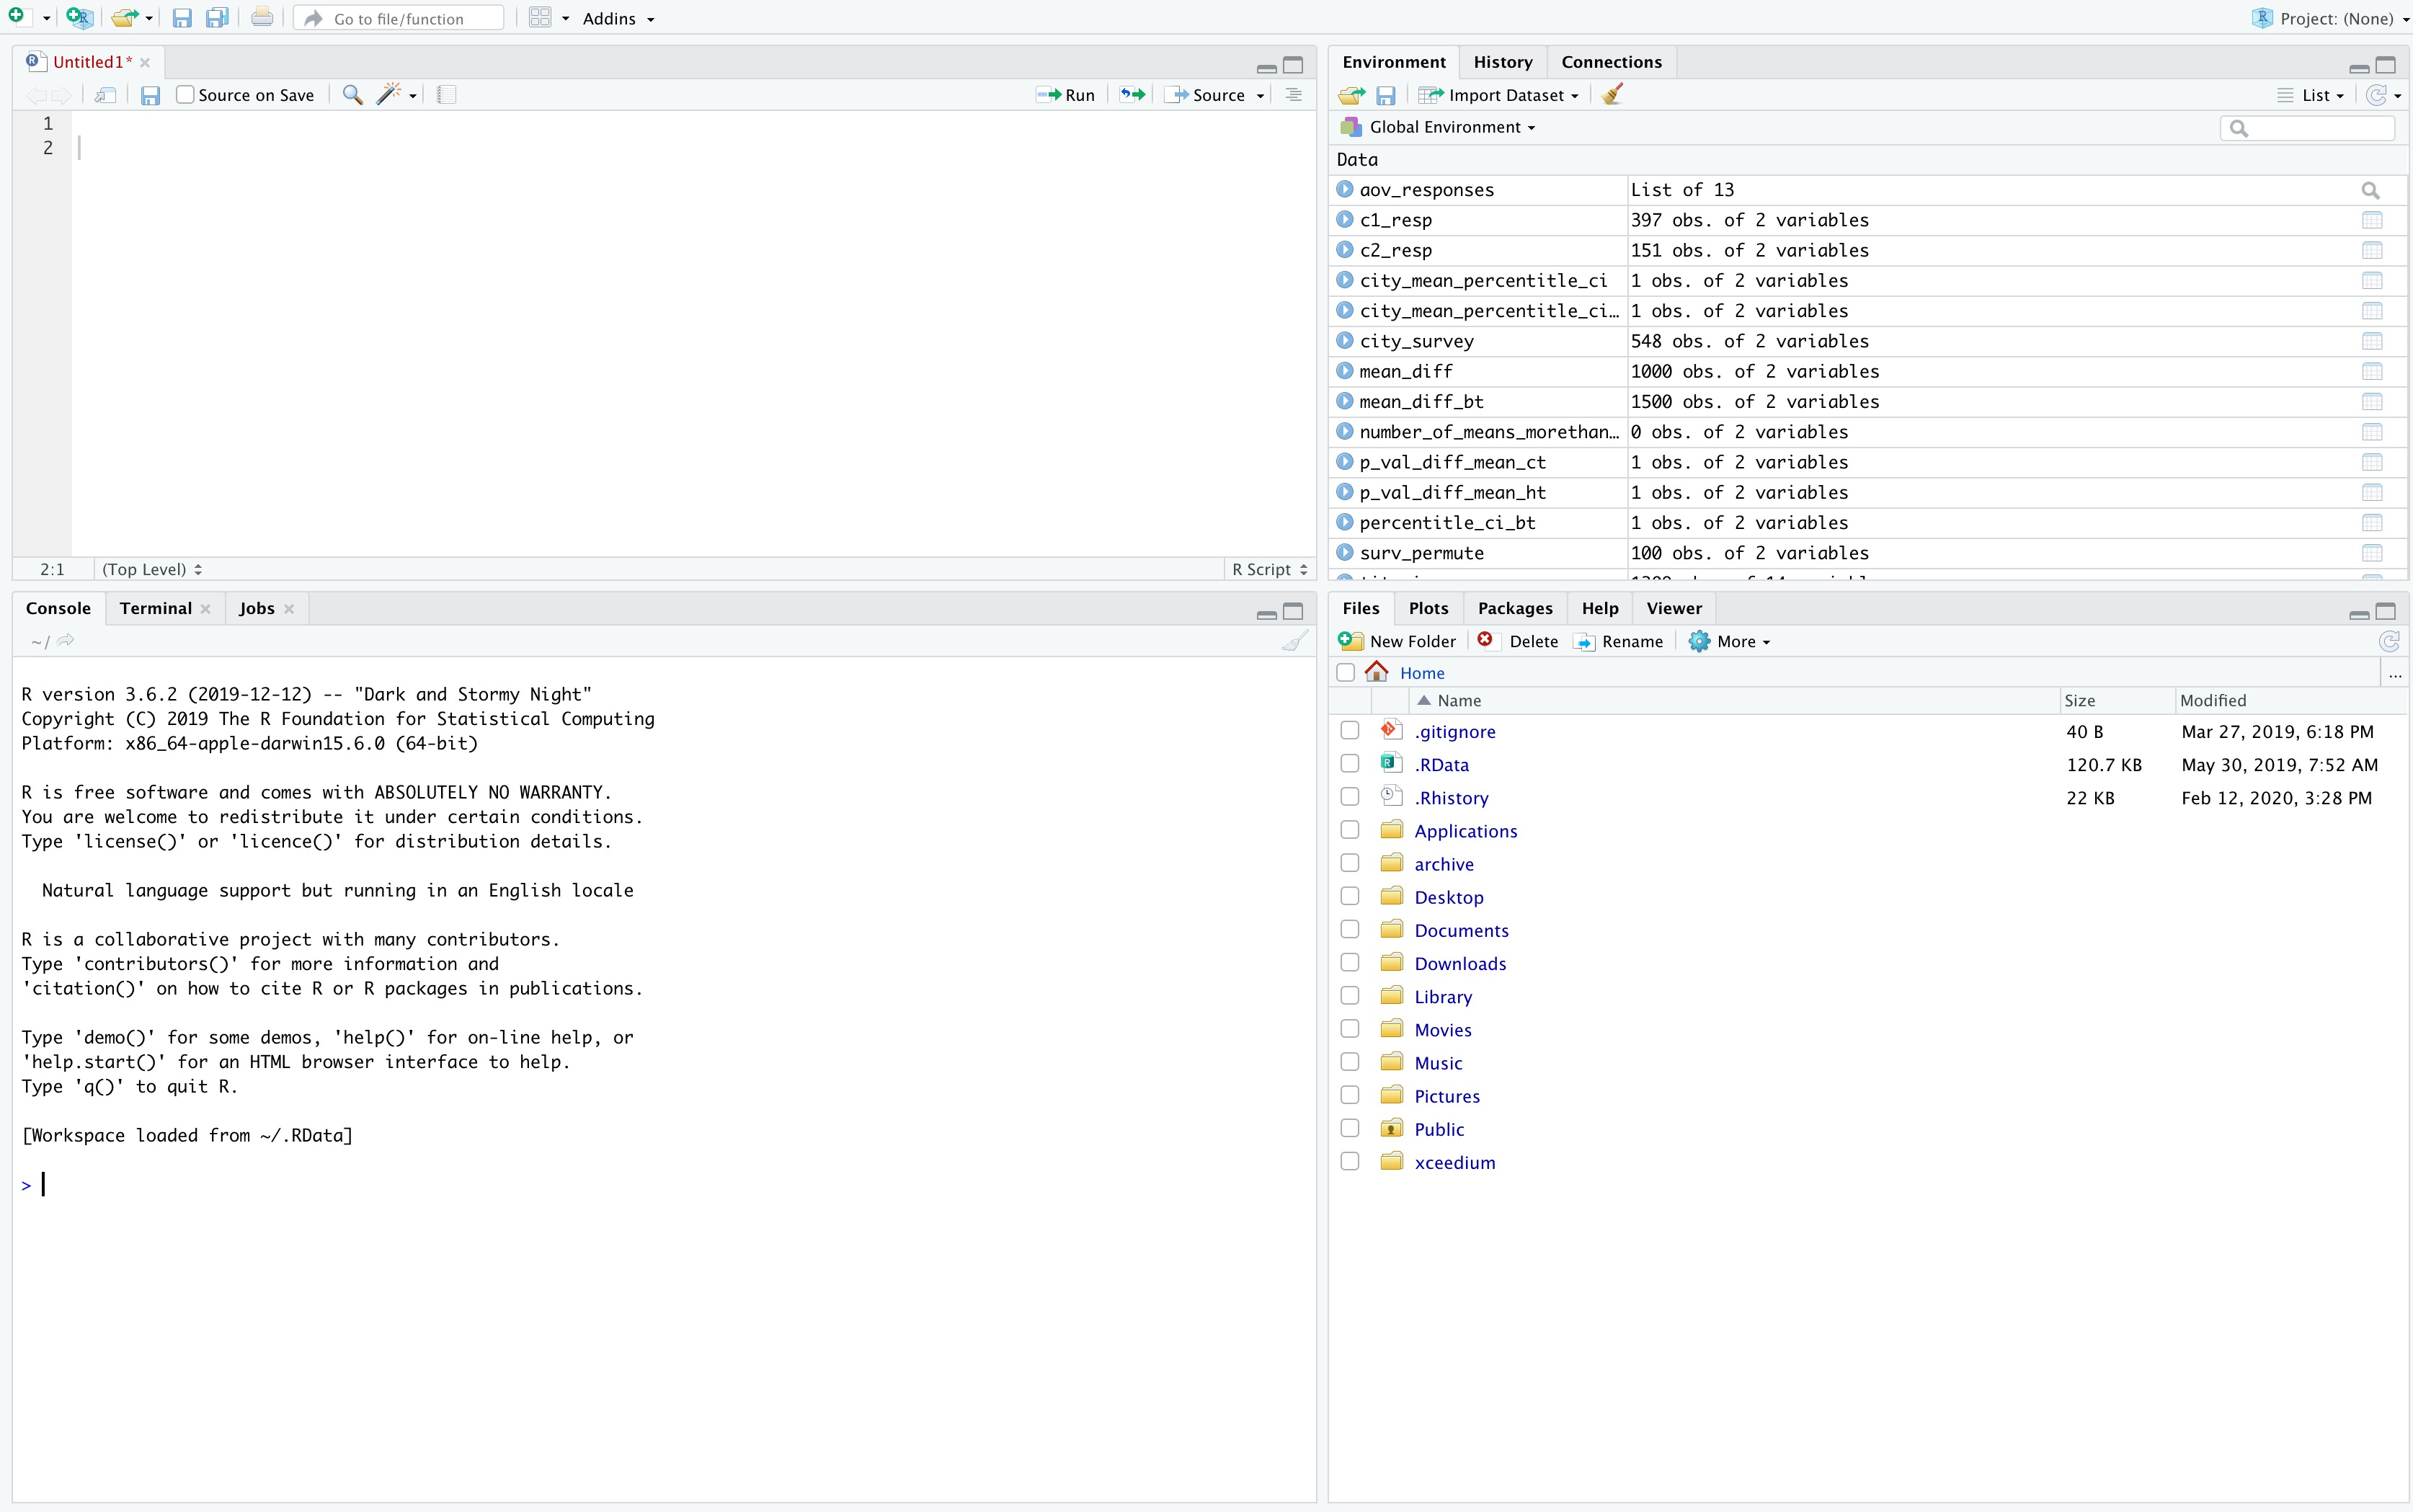 Go to file/function Addins Project: (None)
Untitled1*
Source on Save Run Source
1
2
2:1 (Top Level) R Script
Environment History Connections
Import Dataset List
Global Environment
Data
aov_responses List of 13
c1_resp 397 obs. of 2 variables
c2_resp 151 obs. of 2 variables
city_mean_percentitle_ci 1 obs. of 2 variables
city_mean_percentitle_ci… 1 obs. of 2 variables
city_survey 548 obs. of 2 variables
mean_diff 1000 obs. of 2 variables
mean_diff_bt 1500 obs. of 2 variables
number_of_means_morethan… 0 obs. of 2 variables
p_val_diff_mean_ct 1 obs. of 2 variables
p_val_diff_mean_ht 1 obs. of 2 variables
percentitle_ci_bt 1 obs. of 2 variables
surv_permute 100 obs. of 2 variables
Console Terminal Jobs
~/
R version 3.6.2 (2019-12-12) -- "Dark and Stormy Night"
Copyright (C) 2019 The R Foundation for Statistical Computing
Platform: x86_64-apple-darwin15.6.0 (64-bit)
R is free software and comes with ABSOLUTELY NO WARRANTY.
You are welcome to redistribute it under certain conditions.
Type 'license()' or 'licence()' for distribution details.
Natural language support but running in an English locale
R is a collaborative project with many contributors.
Type 'contributors()' for more information and
'citation()' on how to cite R or R packages in publications.
Type 'demo()' for some demos, 'help()' for on-line help, or
'help.start()' for an HTML browser interface to help.
Type 'q()' to quit R.
[Workspace loaded from ~/.RData]
>
Files Plots Packages Help Viewer
New Folder Delete Rename More
Home ...
Name Size Modified
.gitignore 40 B Mar 27, 2019, 6:18 PM
.RData 120.7 KB May 30, 2019, 7:52 AM
.Rhistory 22 KB Feb 12, 2020, 3:28 PM
Applications
archive
Desktop
Documents
Downloads
Library
Movies
Music
Pictures
Public
xceedium